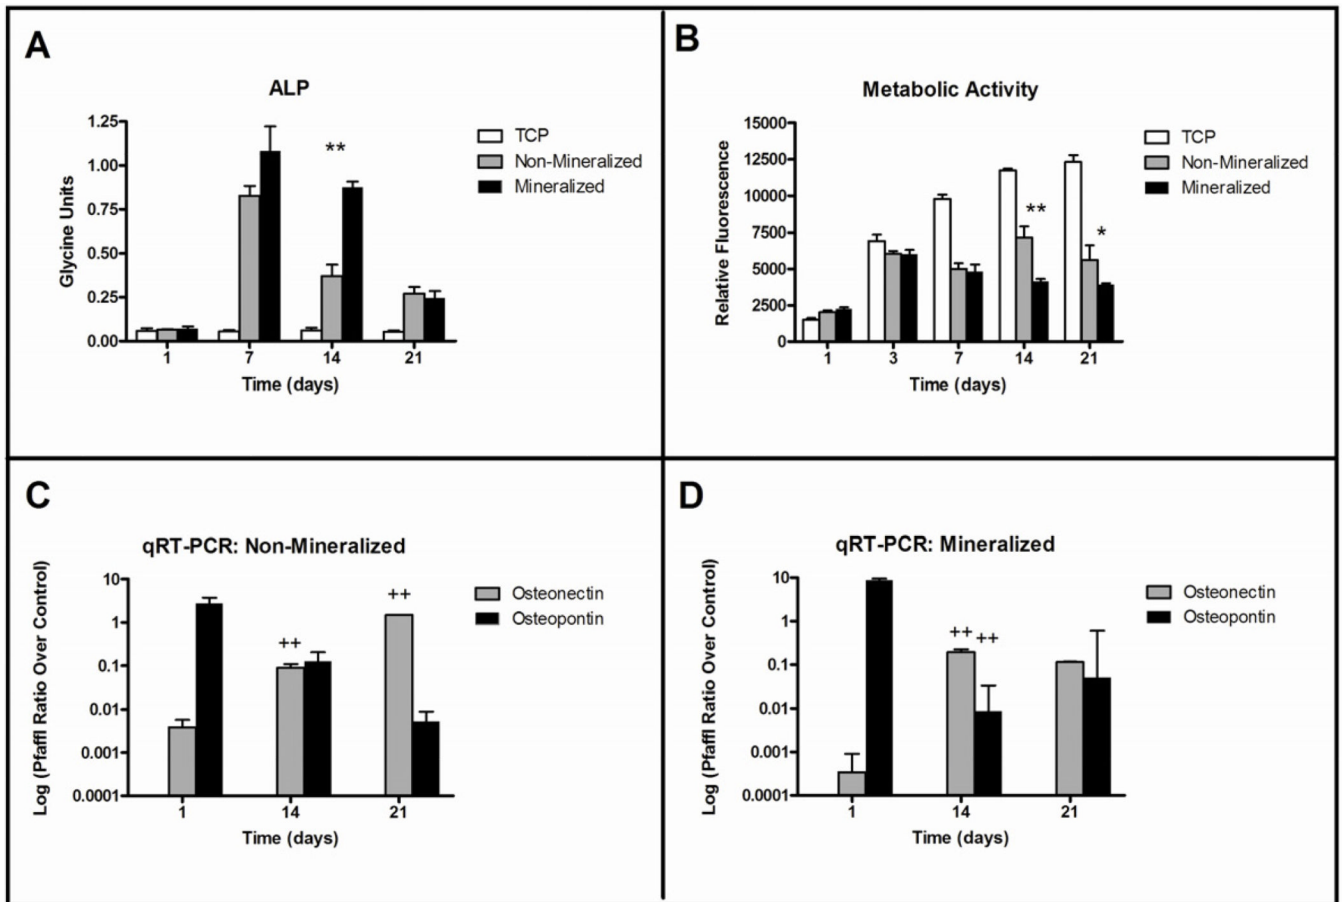 A
ALP
1.25
1.00
0.75
0.50
0.25
0.00
Glycine Units
**
1
7
14
21
Time (days)
TCP
Non-Mineralized
Mineralized
B
Metabolic Activity
15000
12500
10000
7500
5000
2500
0
Relative Fluorescence
**
*
1
3
7
14
21
Time (days)
TCP
Non-Mineralized
Mineralized
C
qRT-PCR: Non-Mineralized
10
1
0.1
0.01
0.001
0.0001
Log (Pfaffl Ratio Over Control)
++
++
1
14
21
Time (days)
Osteonectin
Osteopontin
D
qRT-PCR: Mineralized
10
1
0.1
0.01
0.001
0.0001
Log (Pfaffl Ratio Over Control)
++ ++
1
14
21
Time (days)
Osteonectin
Osteopontin